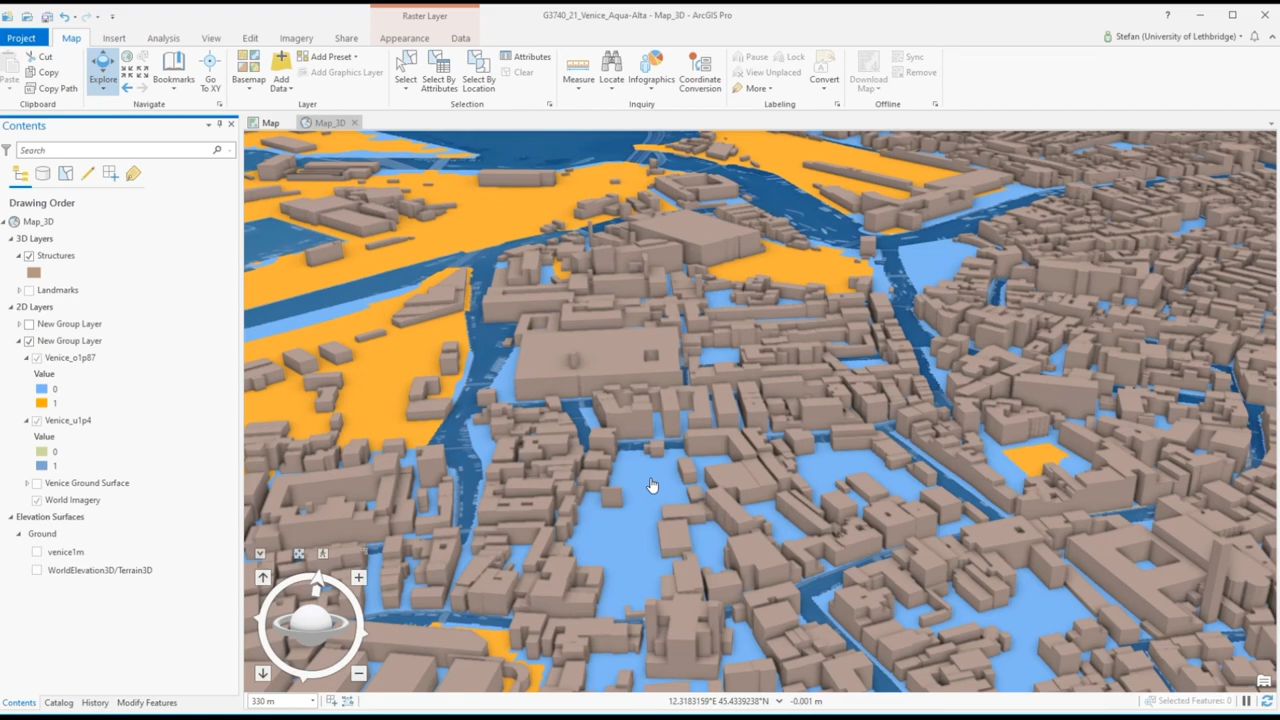 Raster Layer
G3740_21_Venice_Aqua-Alta - Map_3D - ArcGIS Pro
?
Project Map Insert Analysis View Edit Imagery Share Appearance Data
Stefan (University of Lethbridge)
Paste
Cut
Copy
Copy Path
Clipboard
Explore
Bookmarks
Go
To XY
Navigate
Basemap
Add
Data
Add Preset
Add Graphics Layer
Layer
Select
Select By
Attributes
Select By
Location
Attributes
Clear
Selection
Measure
Locate
Infographics
Coordinate
Conversion
Inquiry
Pause
Lock
View Unplaced
More
Convert
Labeling
Download
Map
Sync
Remove
Offline
Contents
Map
Map_3D
Search
Drawing Order
Map_3D
3D Layers
Structures
Landmarks
2D Layers
New Group Layer
New Group Layer
Venice_o1p87
Value
0
1
Venice_u1p4
Value
0
1
Venice Ground Surface
World Imagery
Elevation Surfaces
Ground
venice1m
WorldElevation3D/Terrain3D
Contents Catalog History Modify Features
330 m
12.3183159°E 45.4339238°N
-0.001 m
Selected Features: 0